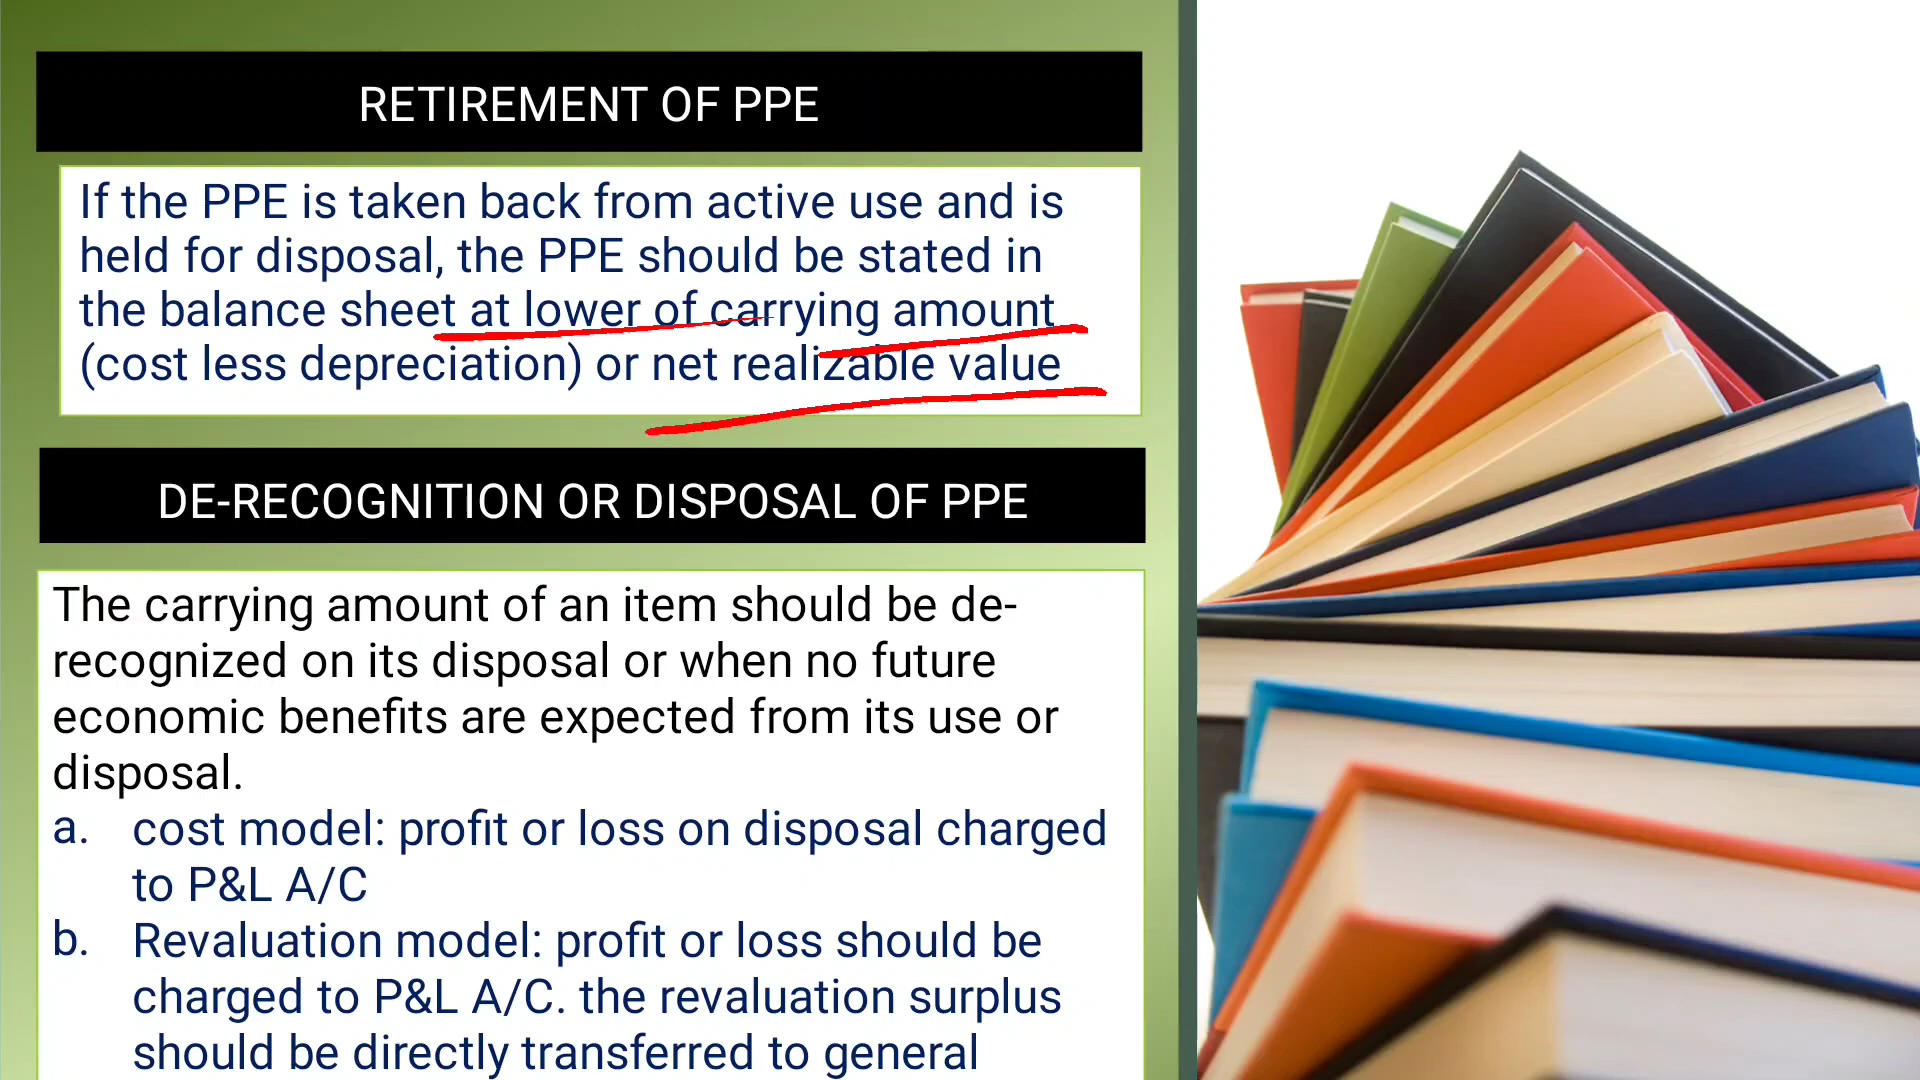 RETIREMENT OF PPE
If the PPE is taken back from active use and is
held for disposal, the PPE should be stated in
the balance sheet at lower of carrying amount
(cost less depreciation) or net realizable value
DE-RECOGNITION OR DISPOSAL OF PPE
The carrying amount of an item should be de-
recognized on its disposal or when no future
economic benefits are expected from its use or
disposal.
a. cost model: profit or loss on disposal charged
to P&L A/C
b. Revaluation model: profit or loss should be
charged to P&L A/C. the revaluation surplus
should be directly transferred to general